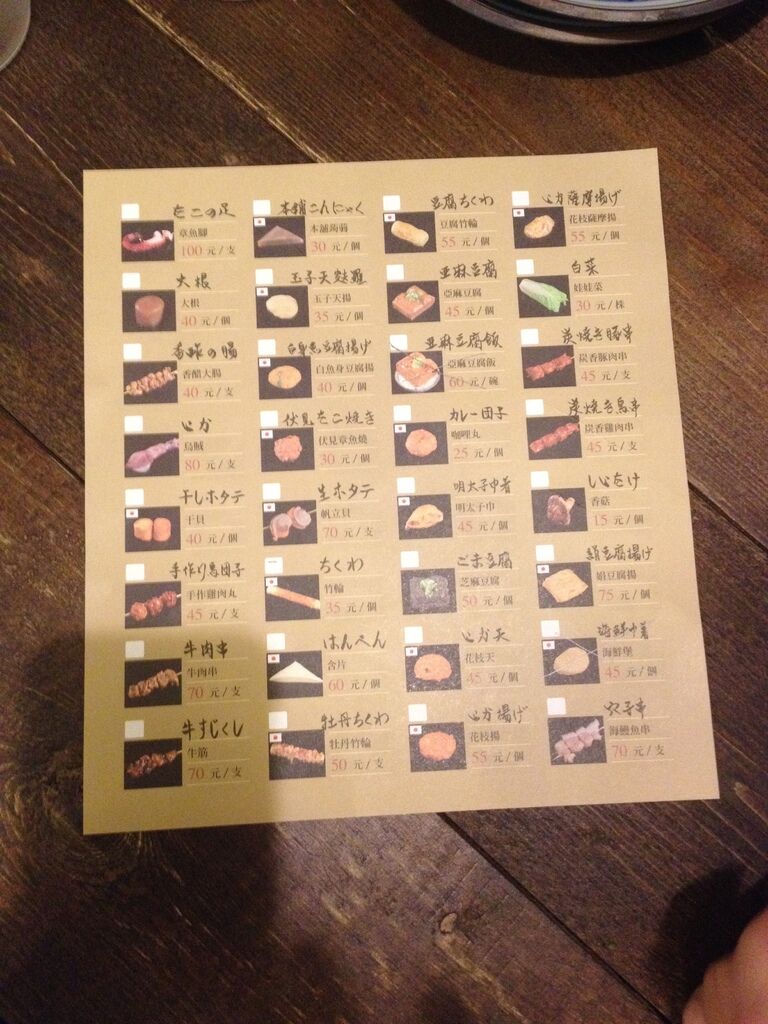 たこの足
章魚腳
100 元/支
本舖こんにゃく
本舖蒟蒻
30 元/個
豆腐ちくわ
豆腐竹輪
55 元/個
いか薩摩揚げ
花枝薩摩揚
55 元/個
大根
大根
40 元/個
玉子天麩羅
玉子天揚
35 元/個
亜麻豆腐
亞麻豆腐
45 元/個
白菜
娃娃菜
30 元/株
香酢の腸
香醋大腸
40 元/支
白身魚豆腐揚げ
白魚身豆腐揚
40 元/個
亜麻豆腐飯
亞麻豆腐飯
60 元/碗
炭焼き豚串
炭香豚肉串
45 元/支
いか
烏賊
80 元/支
伏見たこ焼き
伏見章魚燒
30 元/個
カレー団子
咖哩丸
25 元/個
炭焼き鳥串
炭香雞肉串
45 元/支
干しホタテ
干貝
40 元/個
生ホタテ
帆立貝
70 元/支
明太子巾着
明太子巾
45 元/個
しいたけ
香菇
15 元/個
手作り鳥団子
手作雞肉丸
45 元/支
ちくわ
竹輪
35 元/個
ごま豆腐
芝麻豆腐
50 元/個
絹豆腐揚げ
絹豆腐揚
75 元/個
牛肉串
牛肉串
70 元/支
はんぺん
含片
60 元/個
いか天
花枝天
45 元/個
海鮮巾着
海鮮堡
45 元/個
牛すじくし
牛筋
70 元/支
牡丹ちくわ
牡丹竹輪
50 元/支
いか揚げ
花枝揚
55 元/個
穴子串
海鰻魚串
70 元/支